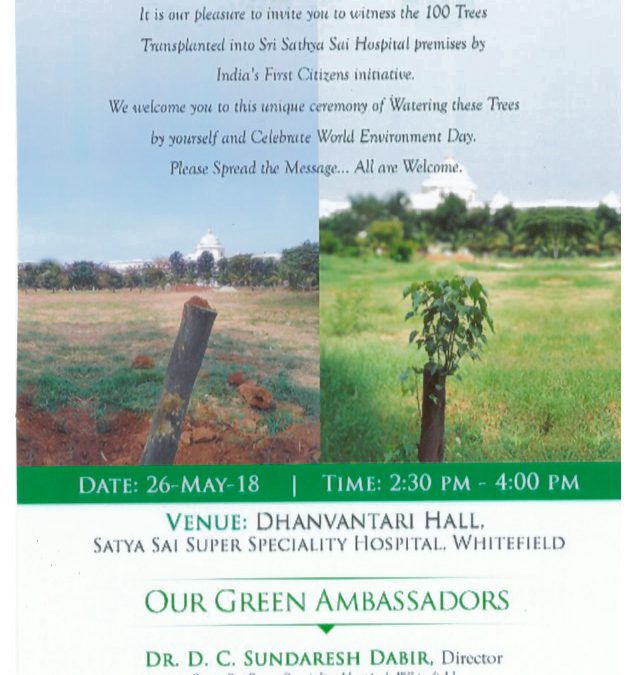 It is our pleasure to invite you to witness the 100 Trees
Transplanted into Sri Sathya Sai Hospital premises by
India's First Citizens initiative.
We welcome you to this unique ceremony of Watering these Trees
by yourself and Celebrate World Environment Day.
Please Spread the Message... All are Welcome.
DATE: 26-MAY-18 | TIME: 2:30 PM - 4:00 PM
VENUE: DHANVANTARI HALL,
SATYA SAI SUPER SPECIALITY HOSPITAL, WHITEFIELD
OUR GREEN AMBASSADORS
DR. D. C. SUNDARESH DABIR, Director